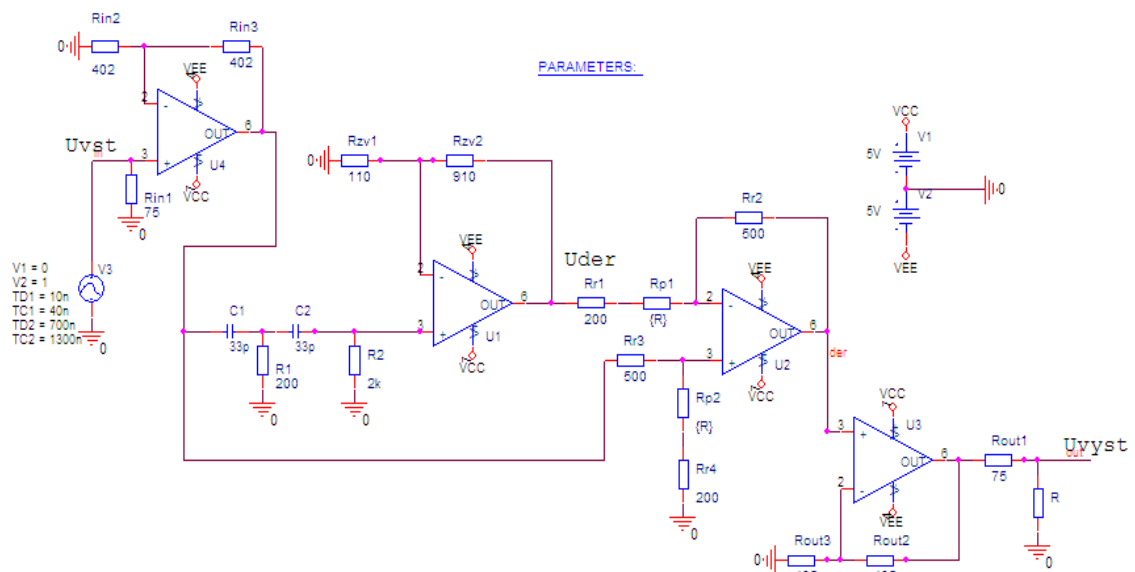 Rin2
Rin3
0
402
402
VEE
2
-
OUT
6
Uvst
in
3
+
U4
VCC
Rin1
75
0
V1 = 0
V2 = 1
TD1 = 10n
TC1 = 40n
TD2 = 700n
TC2 = 1300n
V3
0
PARAMETERS:
Rzv1
Rzv2
0
110
910
VEE
2
-
OUT
6
3
+
U1
VCC
C1
C2
33p
33p
R1
200
0
R2
2k
0
Uder
Rr1
200
Rp1
{R}
Rr2
500
VEE
2
-
OUT
6
3
+
U2
VCC
der
Rr3
500
Rp2
{R}
Rr4
200
0
VCC
V1
5V
0
V2
5V
VEE
VCC
3
+
U3
OUT
6
2
-
VEE
Rout1
75
Uvyst
out
R
0
Rout3
Rout2
0